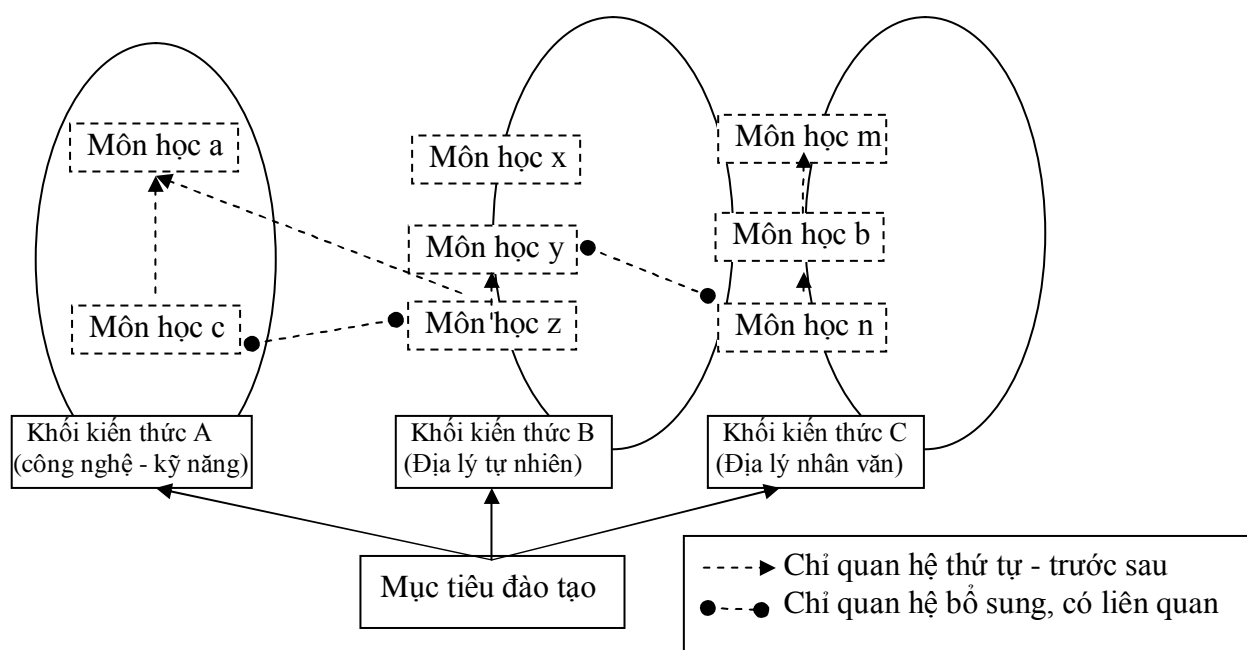 Môn học a
Môn học c
Môn học x
Môn học y
Môn học z
Môn học m
Môn học b
Môn học n
Khối kiến thức A
(công nghệ - kỹ năng)
Khối kiến thức B
(Địa lý tự nhiên)
Khối kiến thức C
(Địa lý nhân văn)
Mục tiêu đào tạo
Chỉ quan hệ thứ tự - trước sau
Chỉ quan hệ bổ sung, có liên quan